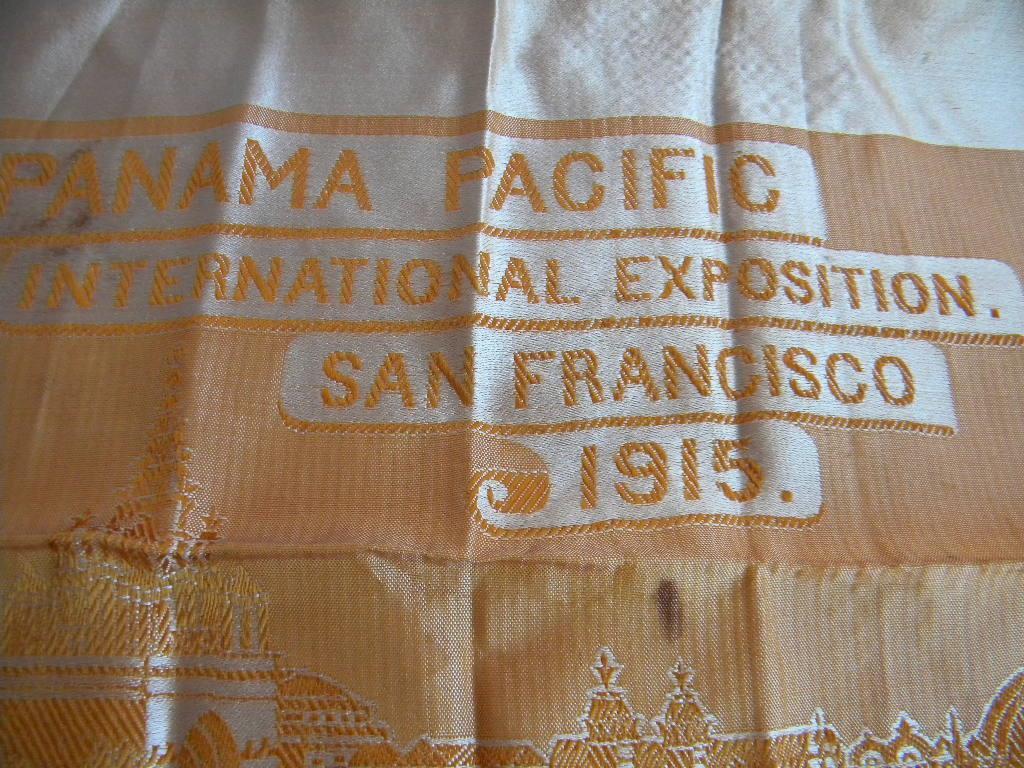 PANAMA PACIFIC
INTERNATIONAL EXPOSITION.
SAN FRANCISCO
1915.